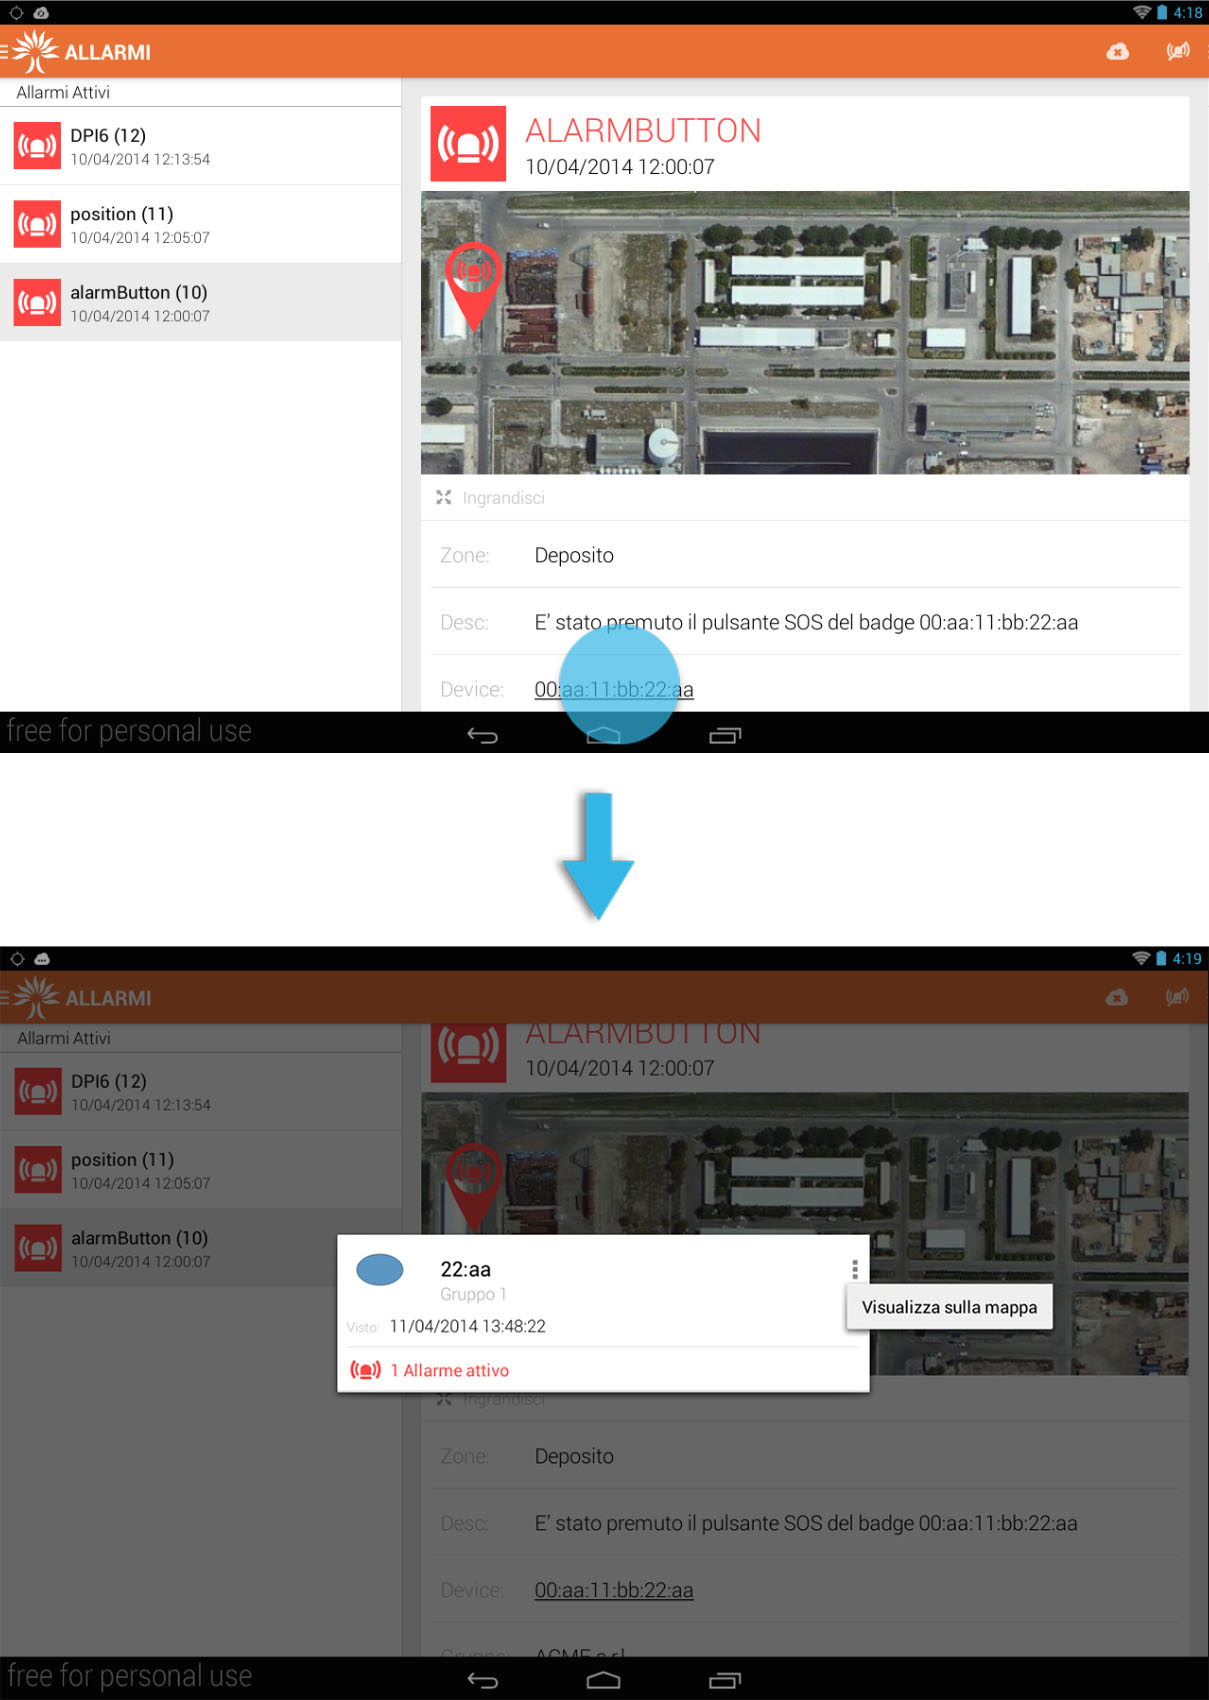 4:18
ALLARMI
Allarmi Attivi
DPI6 (12)
10/04/2014 12:13:54
position (11)
10/04/2014 12:05:07
alarmButton (10)
10/04/2014 12:00:07
ALARMBUTTON
10/04/2014 12:00:07
Ingrandisci
Zone: Deposito
Desc: E' stato premuto il pulsante SOS del badge 00:aa:11:bb:22:aa
Device: 00:aa:11:bb:22:aa
free for personal use
4:19
ALLARMI
Allarmi Attivi
DPI6 (12)
10/04/2014 12:13:54
position (11)
10/04/2014 12:05:07
alarmButton (10)
10/04/2014 12:00:07
ALARMBUTTON
10/04/2014 12:00:07
22:aa
Gruppo 1
Visto: 11/04/2014 13:48:22
1 Allarme attivo
Visualizza sulla mappa
Ingrandisci
Zone: Deposito
Desc: E' stato premuto il pulsante SOS del badge 00:aa:11:bb:22:aa
Device: 00:aa:11:bb:22:aa
Gruppo: ACME s.r.l.
free for personal use